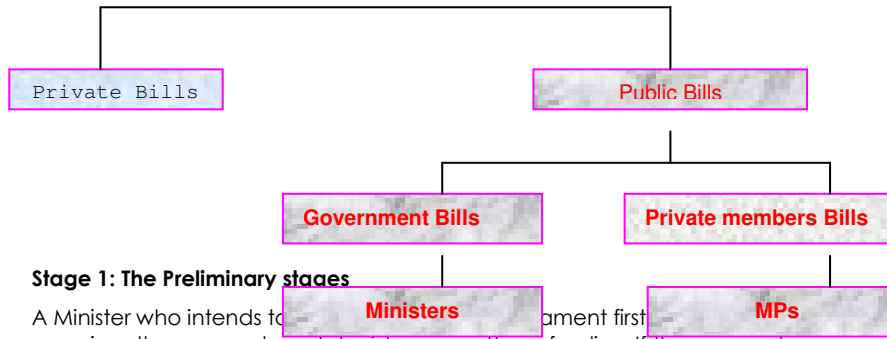 Private Bills
Public Bills
Government Bills
Private members Bills
Stage 1: The Preliminary stages
Ministers
MPs
A Minister who intends to ament first